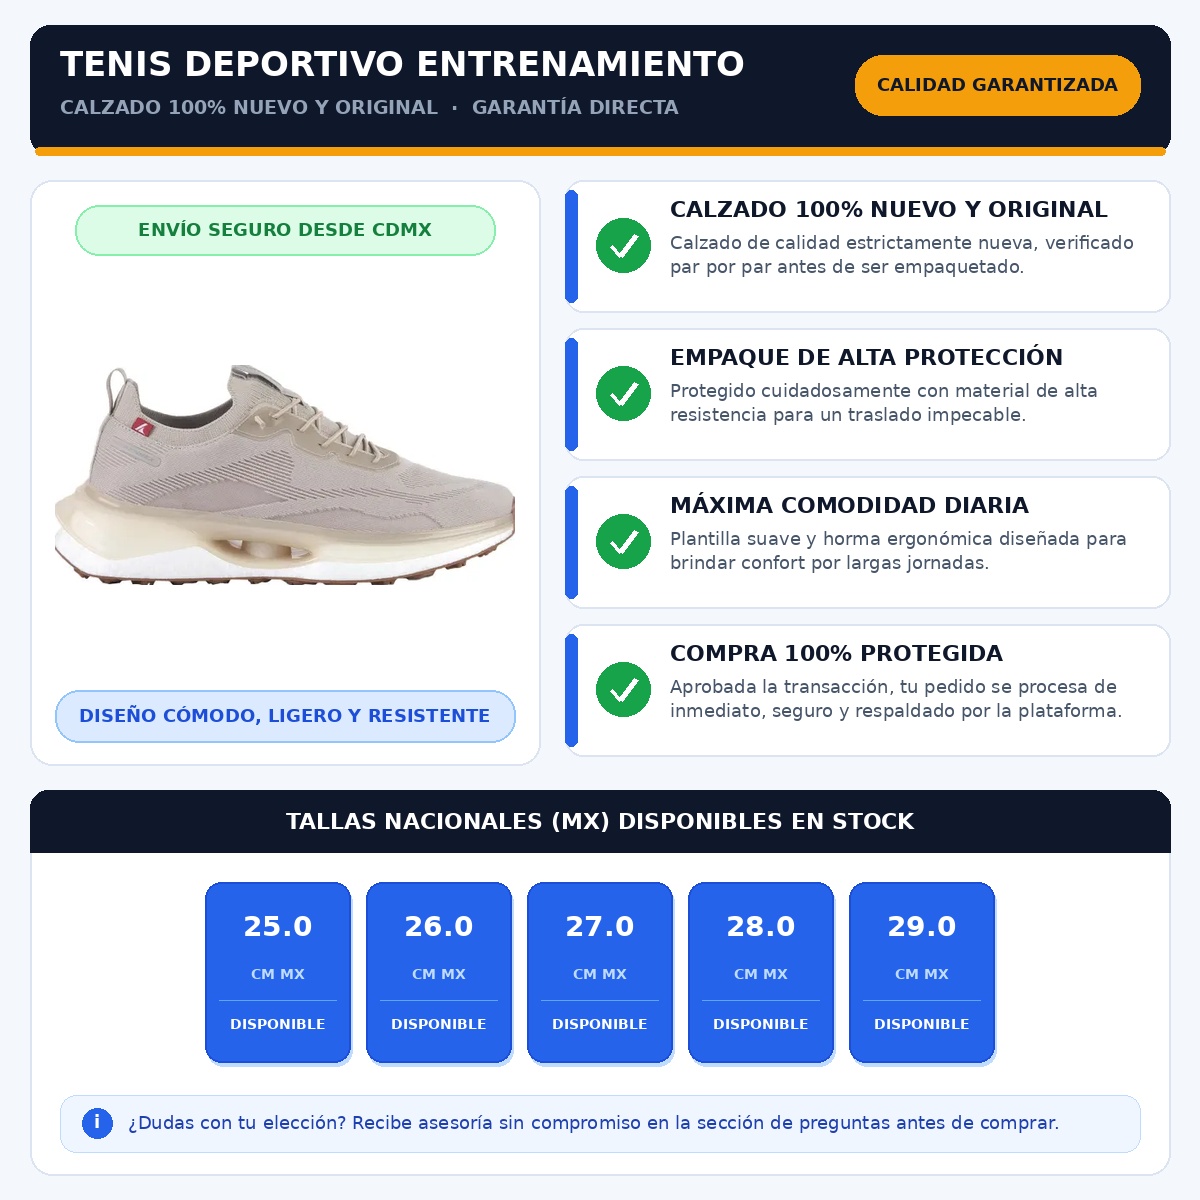 TENIS DEPORTIVO ENTRENAMIENTO
CALZADO 100% NUEVO Y ORIGINAL · GARANTÍA DIRECTA
CALIDAD GARANTIZADA
ENVÍO SEGURO DESDE CDMX
DISEÑO CÓMODO, LIGERO Y RESISTENTE
CALZADO 100% NUEVO Y ORIGINAL
Calzado de calidad estrictamente nueva, verificado
par por par antes de ser empaquetado.
EMPAQUE DE ALTA PROTECCIÓN
Protegido cuidadosamente con material de alta
resistencia para un traslado impecable.
MÁXIMA COMODIDAD DIARIA
Plantilla suave y horma ergonómica diseñada para
brindar confort por largas jornadas.
COMPRA 100% PROTEGIDA
Aprobada la transacción, tu pedido se procesa de
inmediato, seguro y respaldado por la plataforma.
TALLAS NACIONALES (MX) DISPONIBLES EN STOCK
25.0
CM MX
DISPONIBLE
26.0
CM MX
DISPONIBLE
27.0
CM MX
DISPONIBLE
28.0
CM MX
DISPONIBLE
29.0
CM MX
DISPONIBLE
i ¿Dudas con tu elección? Recibe asesoría sin compromiso en la sección de preguntas antes de comprar.